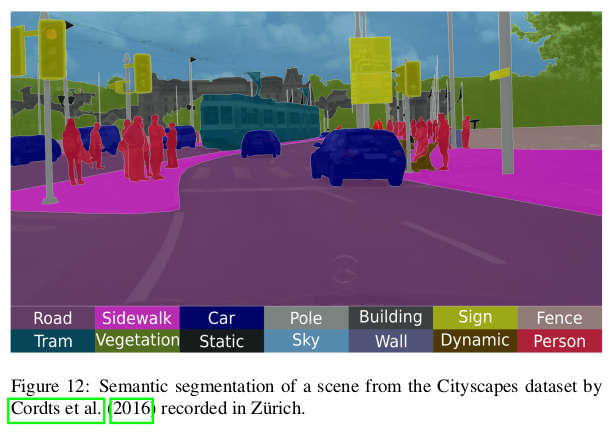 Road Sidewalk Car Pole Building Sign Fence
Tram Vegetation Static Sky Wall Dynamic Person
Figure 12: Semantic segmentation of a scene from the Cityscapes dataset by
Cordts et al. (2016) recorded in Zürich.